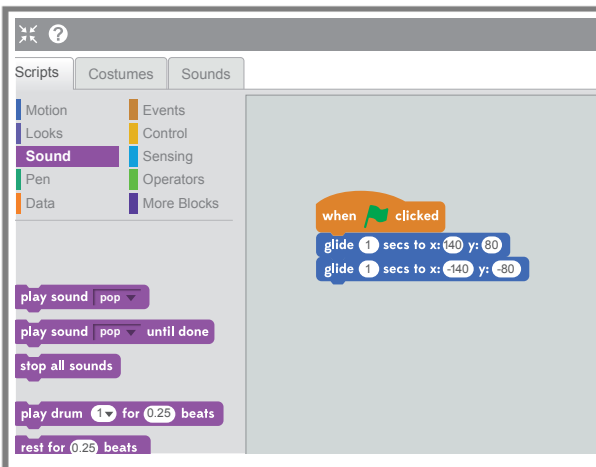 ?
Scripts Costumes Sounds
Motion Events
Looks Control
Sound Sensing
Pen Operators
Data More Blocks
when clicked
glide 1 secs to x: 140 y: 80
glide 1 secs to x: -140 y: -80
play sound pop
play sound pop until done
stop all sounds
play drum 1 for 0.25 beats
rest for 0.25 beats